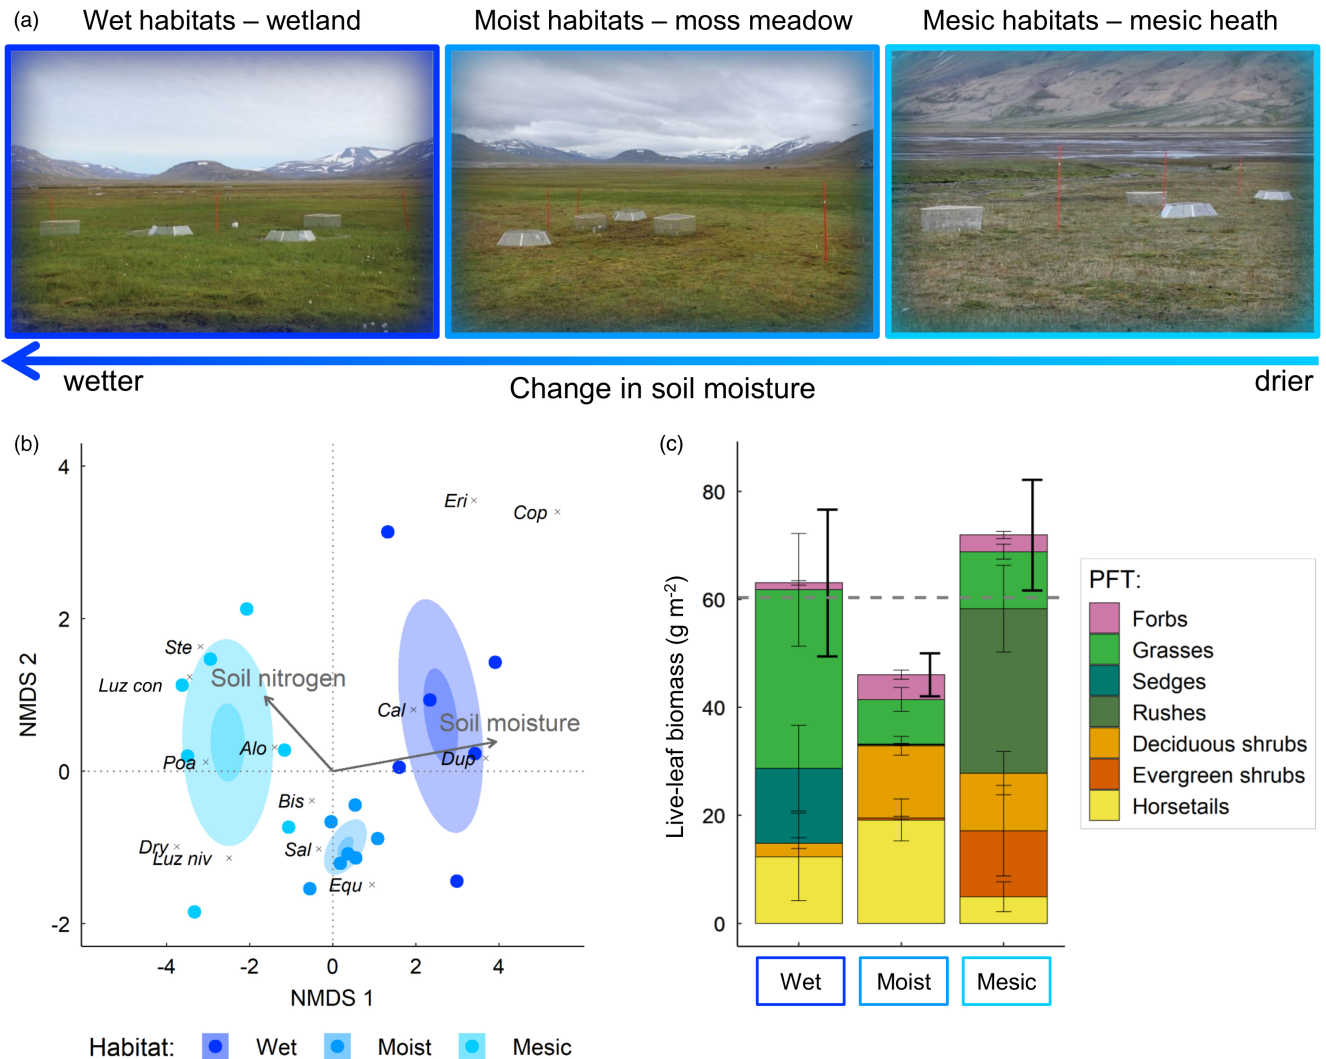 (a)
Wet habitats – wetland
Moist habitats – moss meadow
Mesic habitats – mesic heath
wetter
Change in soil moisture
drier
(b)
NMDS 2
4
2
0
-2
Eri
Cop
Ste
Luz con
Soil nitrogen
Cal
Soil moisture
Alo
Dup
Poa
Bis
Sal
Dry
Luz niv
Equ
-4
-2
0
2
4
NMDS 1
Habitat:
Wet
Moist
Mesic
(c)
Live-leaf biomass (g m⁻²)
80
60
40
20
0
Wet
Moist
Mesic
PFT:
Forbs
Grasses
Sedges
Rushes
Deciduous shrubs
Evergreen shrubs
Horsetails